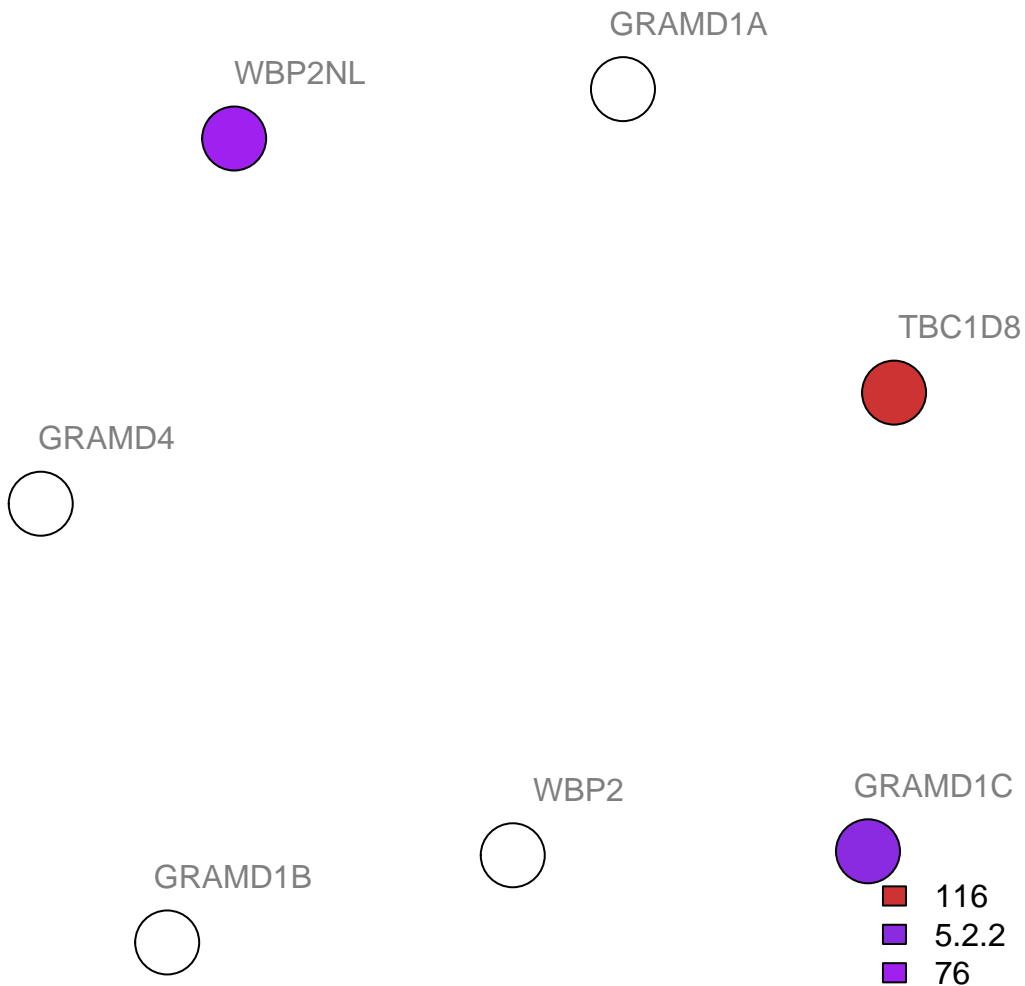 GRAMD1A
WBP2NL
TBC1D8
GRAMD4
GRAMD1C
WBP2
GRAMD1B
116
5.2.2
76